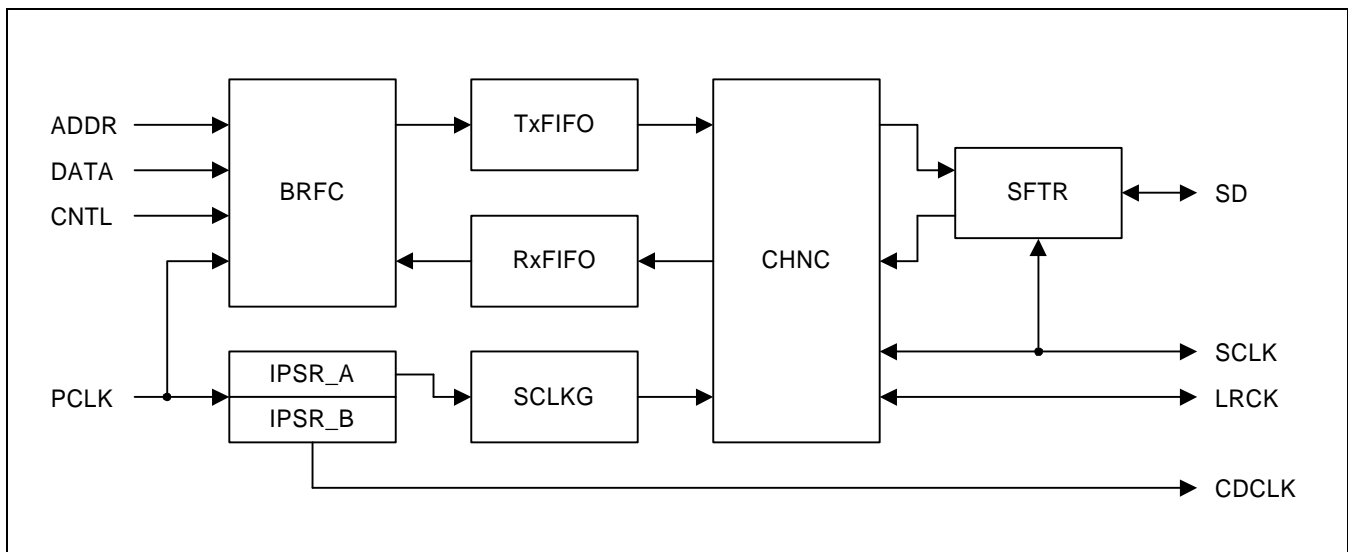 ADDR
DATA
CNTL
PCLK
BRFC
TxFIFO
RxFIFO
IPSR_A
IPSR_B
SCLKG
CHNC
SFTR
SD
SCLK
LRCK
CDCLK